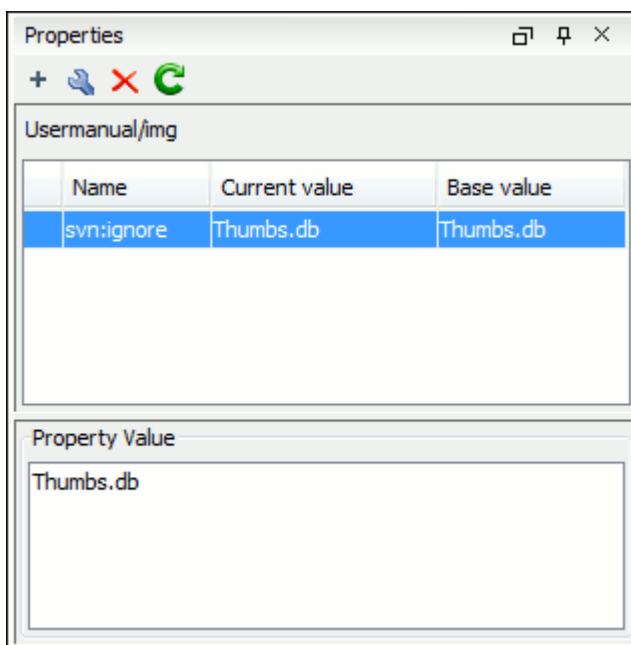 Properties
Usermanual/img
Name Current value Base value
svn:ignore Thumbs.db Thumbs.db
Property Value
Thumbs.db